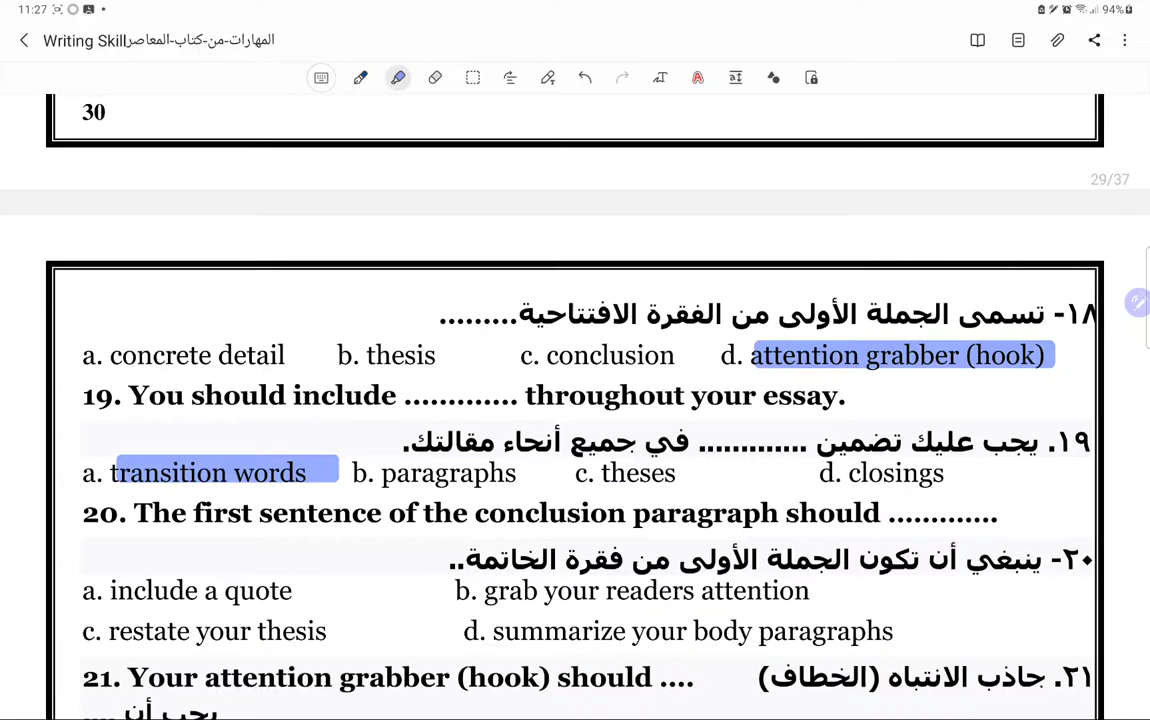 11:27
94%
Writing Skillالمهارات-من-كتاب-المعاصر
30
29/37
١٨- تسمى الجملة الأولى من الفقرة الافتتاحية.........
a. concrete detail b. thesis c. conclusion d. attention grabber (hook)
19. You should include ............. throughout your essay.
١٩. يجب عليك تضمين ............. في جميع أنحاء مقالتك.
a. transition words b. paragraphs c. theses d. closings
20. The first sentence of the conclusion paragraph should .............
٢٠- ينبغي أن تكون الجملة الأولى من فقرة الخاتمة..
a. include a quote b. grab your readers attention
c. restate your thesis d. summarize your body paragraphs
21. Your attention grabber (hook) should .... ٢١. جاذب الانتباه (الخطاف)
يجب أن ....